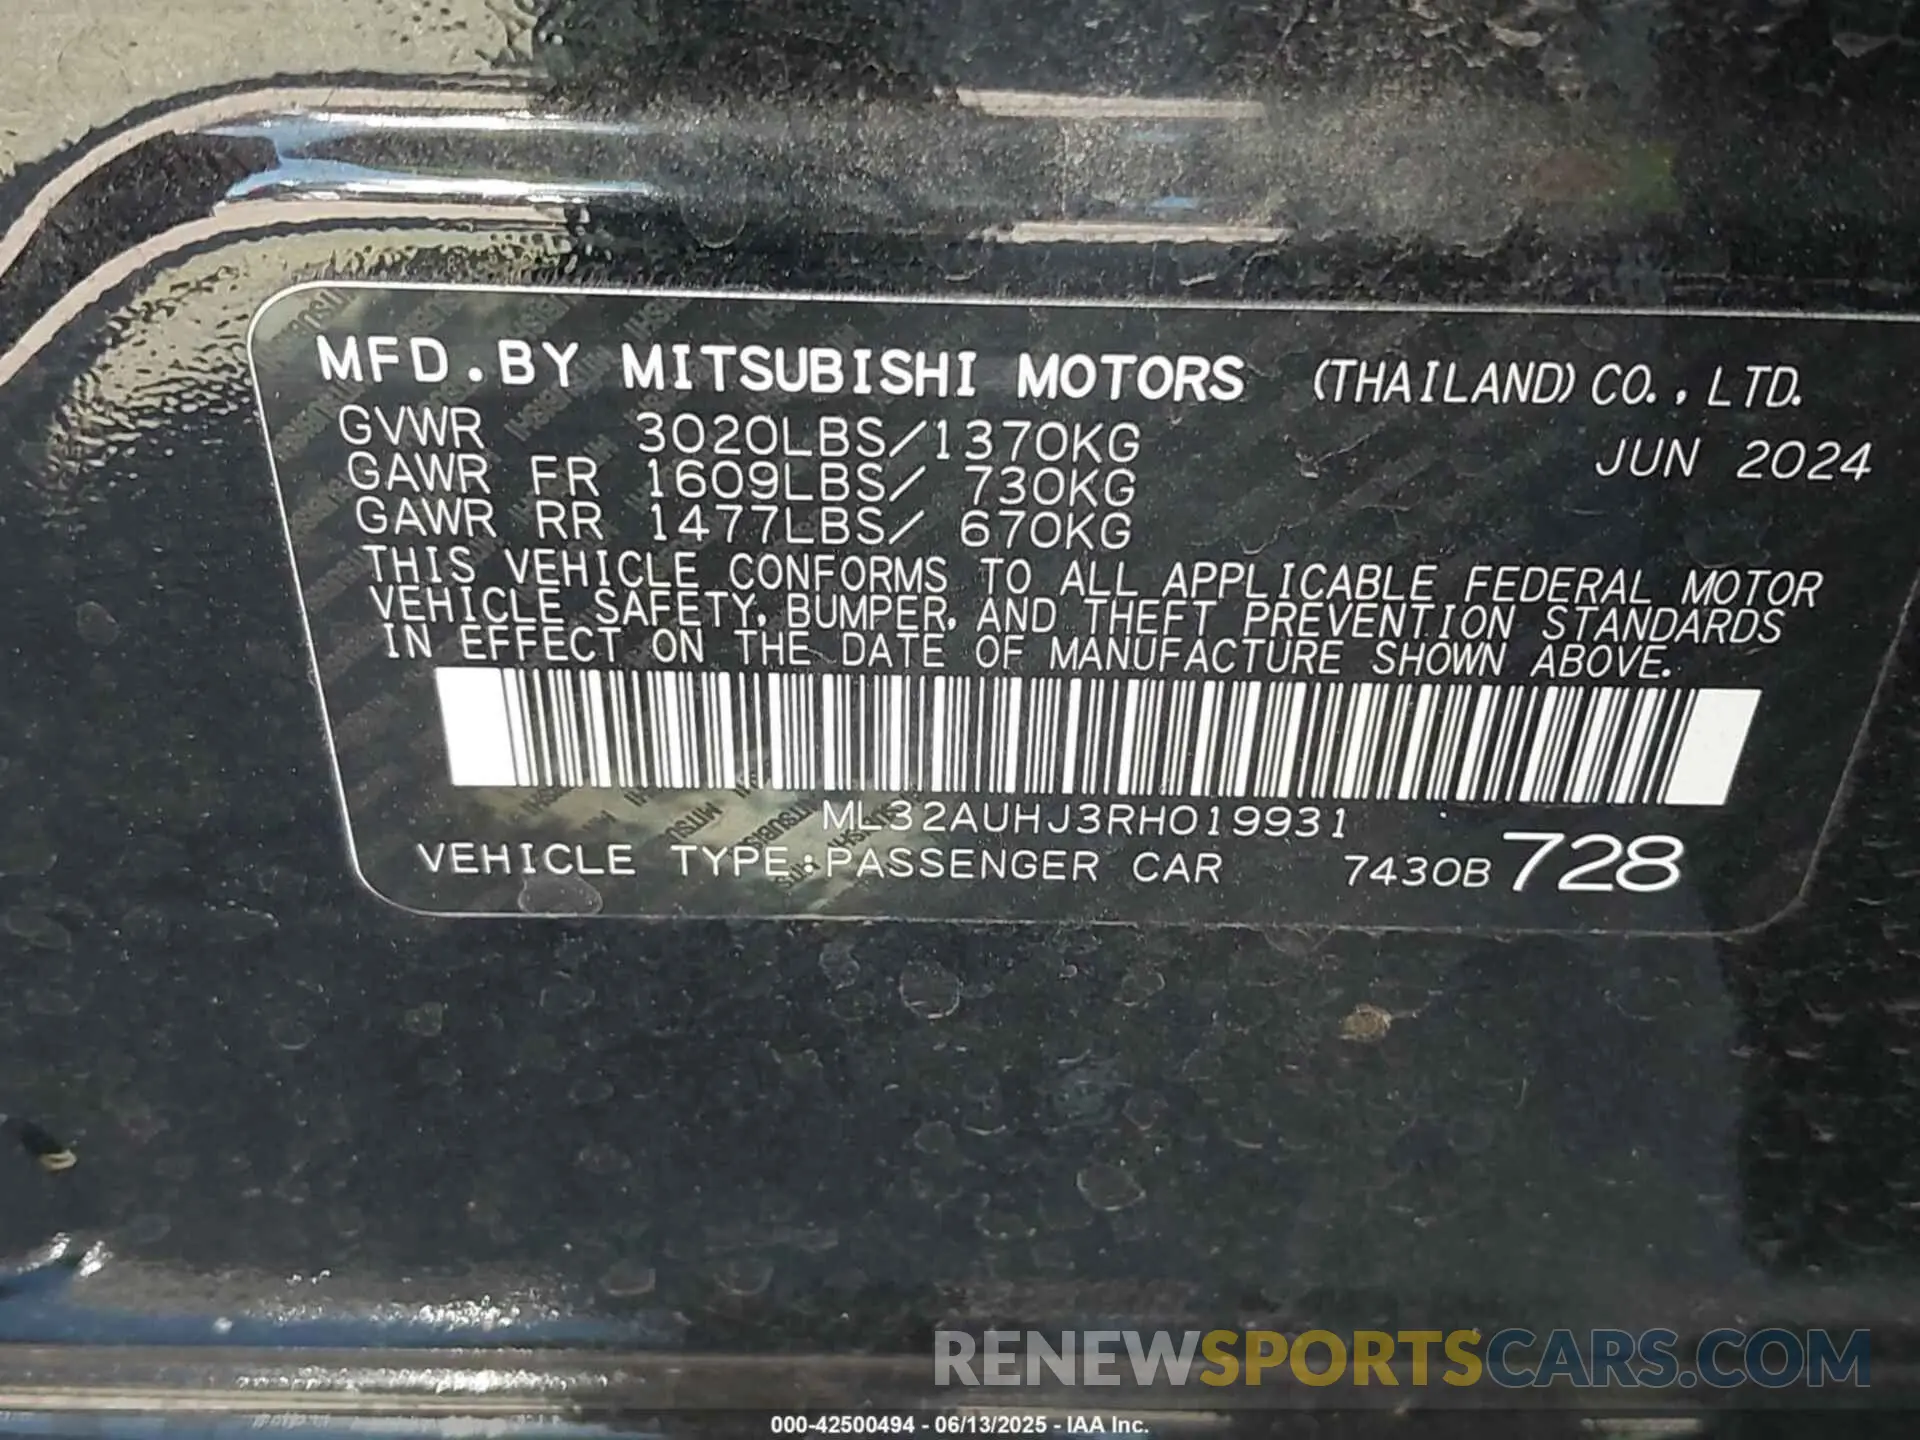 MFD.BY MITSUBISHI MOTORS (THAILAND) CO.,LTD.
GVWR 3020LBS/1370KG
JUN 2024
GAWR FR 1609LBS/ 730KG
GAWR RR 1477LBS/ 670KG
THIS VEHICLE CONFORMS TO ALL APPLICABLE FEDERAL MOTOR
VEHICLE SAFETY, BUMPER, AND THEFT PREVENTION STANDARDS
IN EFFECT ON THE DATE OF MANUFACTURE SHOWN ABOVE.
ML32AUHJ3RH019931
VEHICLE TYPE:PASSENGER CAR 7430B 728
RENEWSPORTSCARS.COM
000-42500494 - 06/13/2025 - IAA Inc.